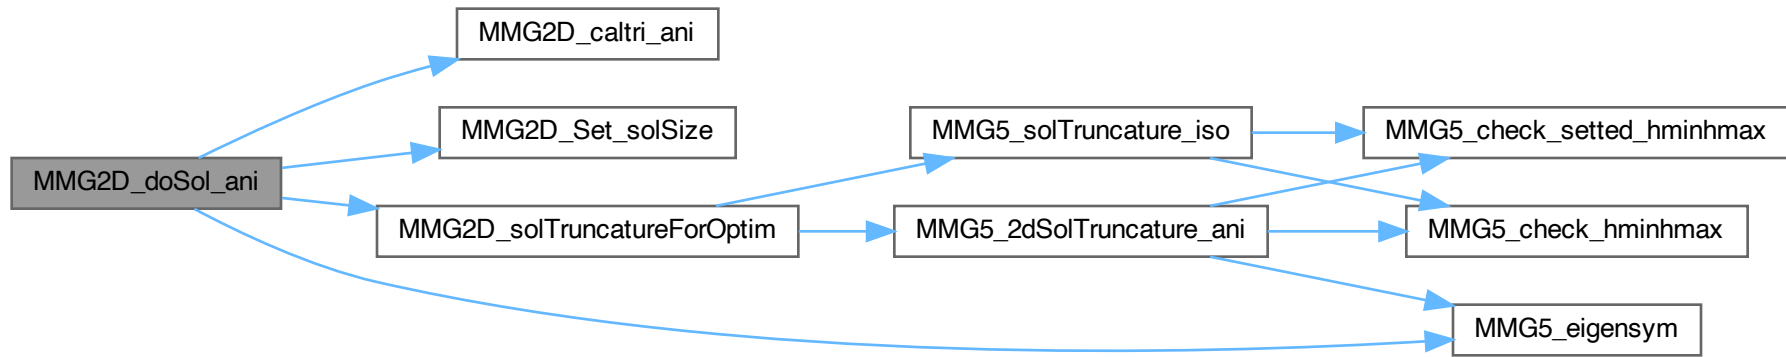 MMG2D_caltri_ani
MMG2D_Set_solSize
MMG5_solTruncature_iso
MMG5_check_setted_hminhmax
MMG2D_doSol_ani
MMG2D_solTruncatureForOptim
MMG5_2dSolTruncature_ani
MMG5_check_hminhmax
MMG5_eigensym